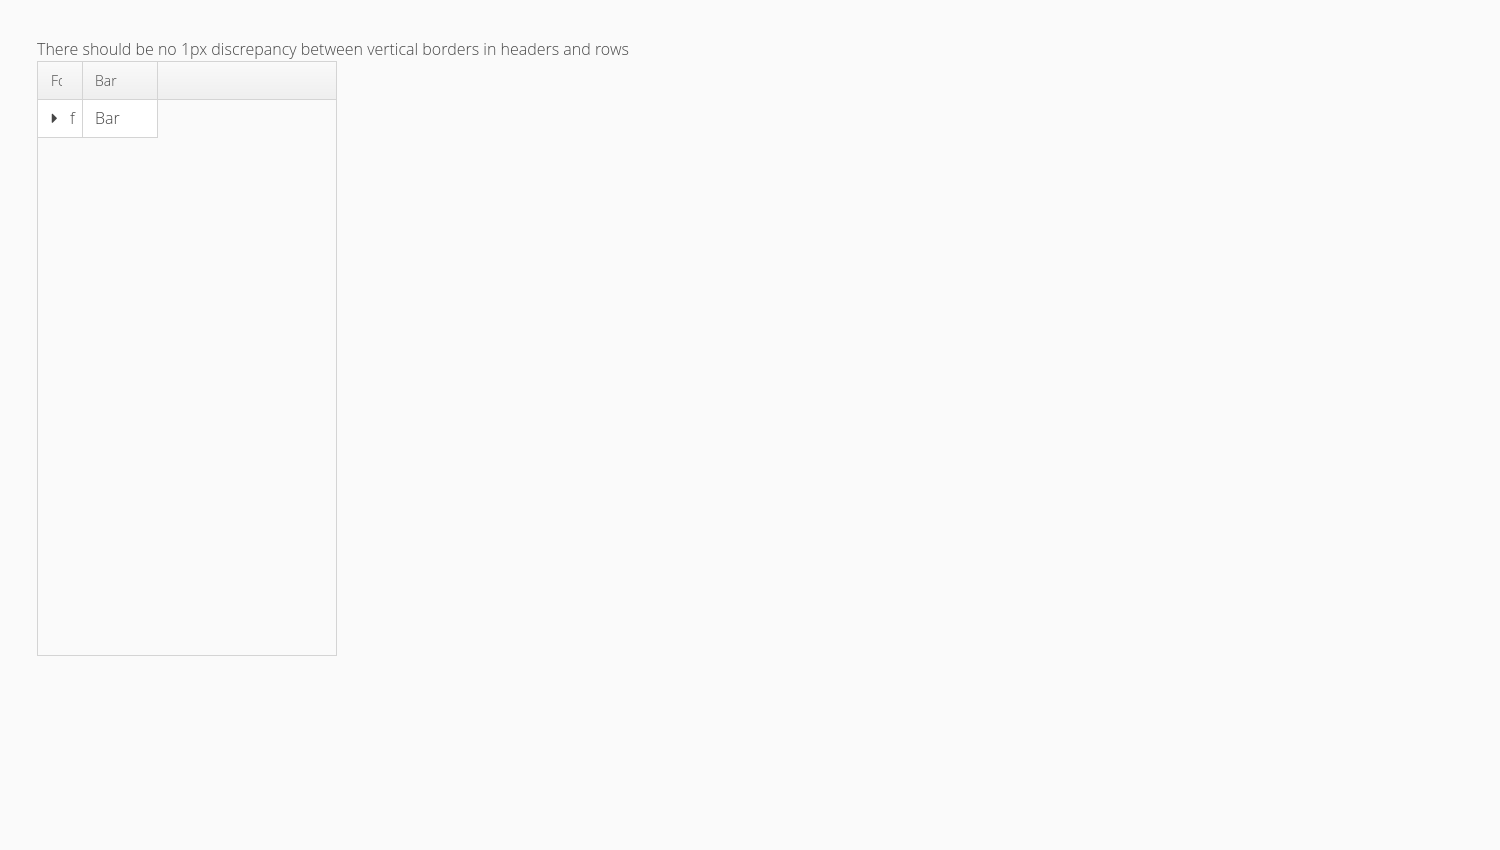 There should be no 1px discrepancy between vertical borders in headers and rows
Fo Bar
f Bar